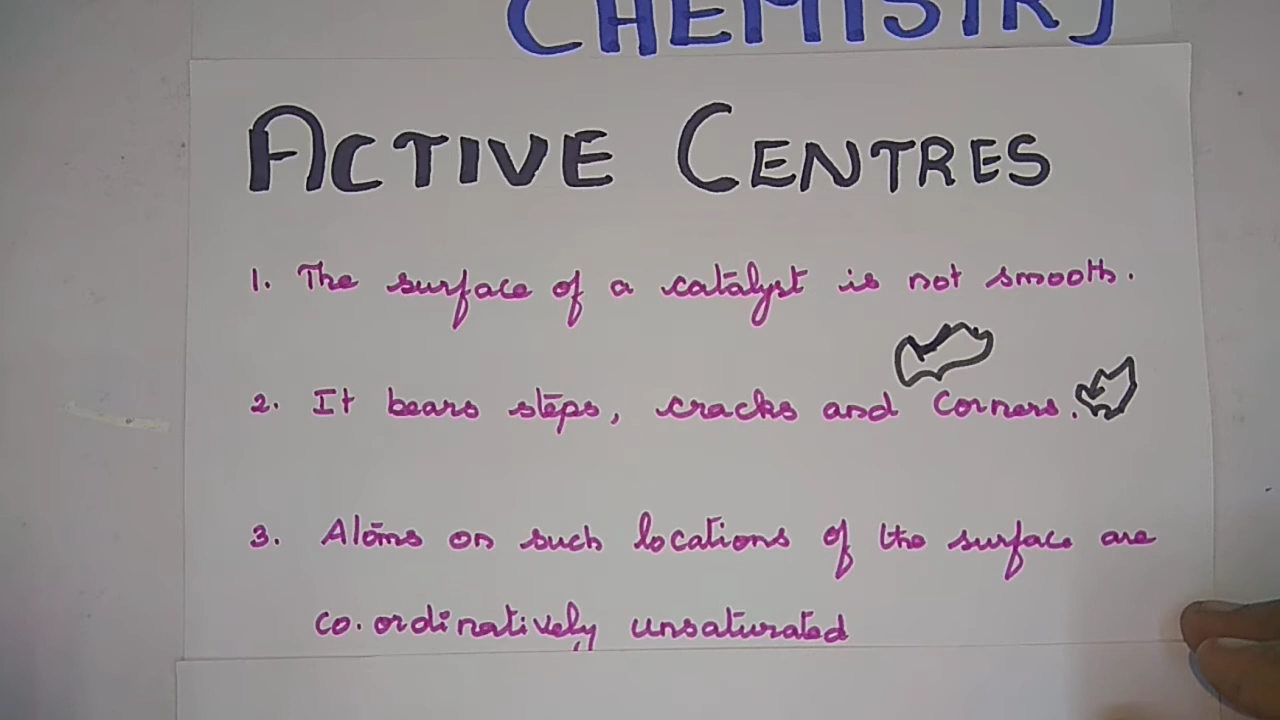 CHEMISTRY
ACTIVE CENTRES
1. The surface of a catalyst is not smooth.
2. It bears steps, cracks and corners.
3. Atoms on such locations of the surface are
co.ordinatively unsaturated